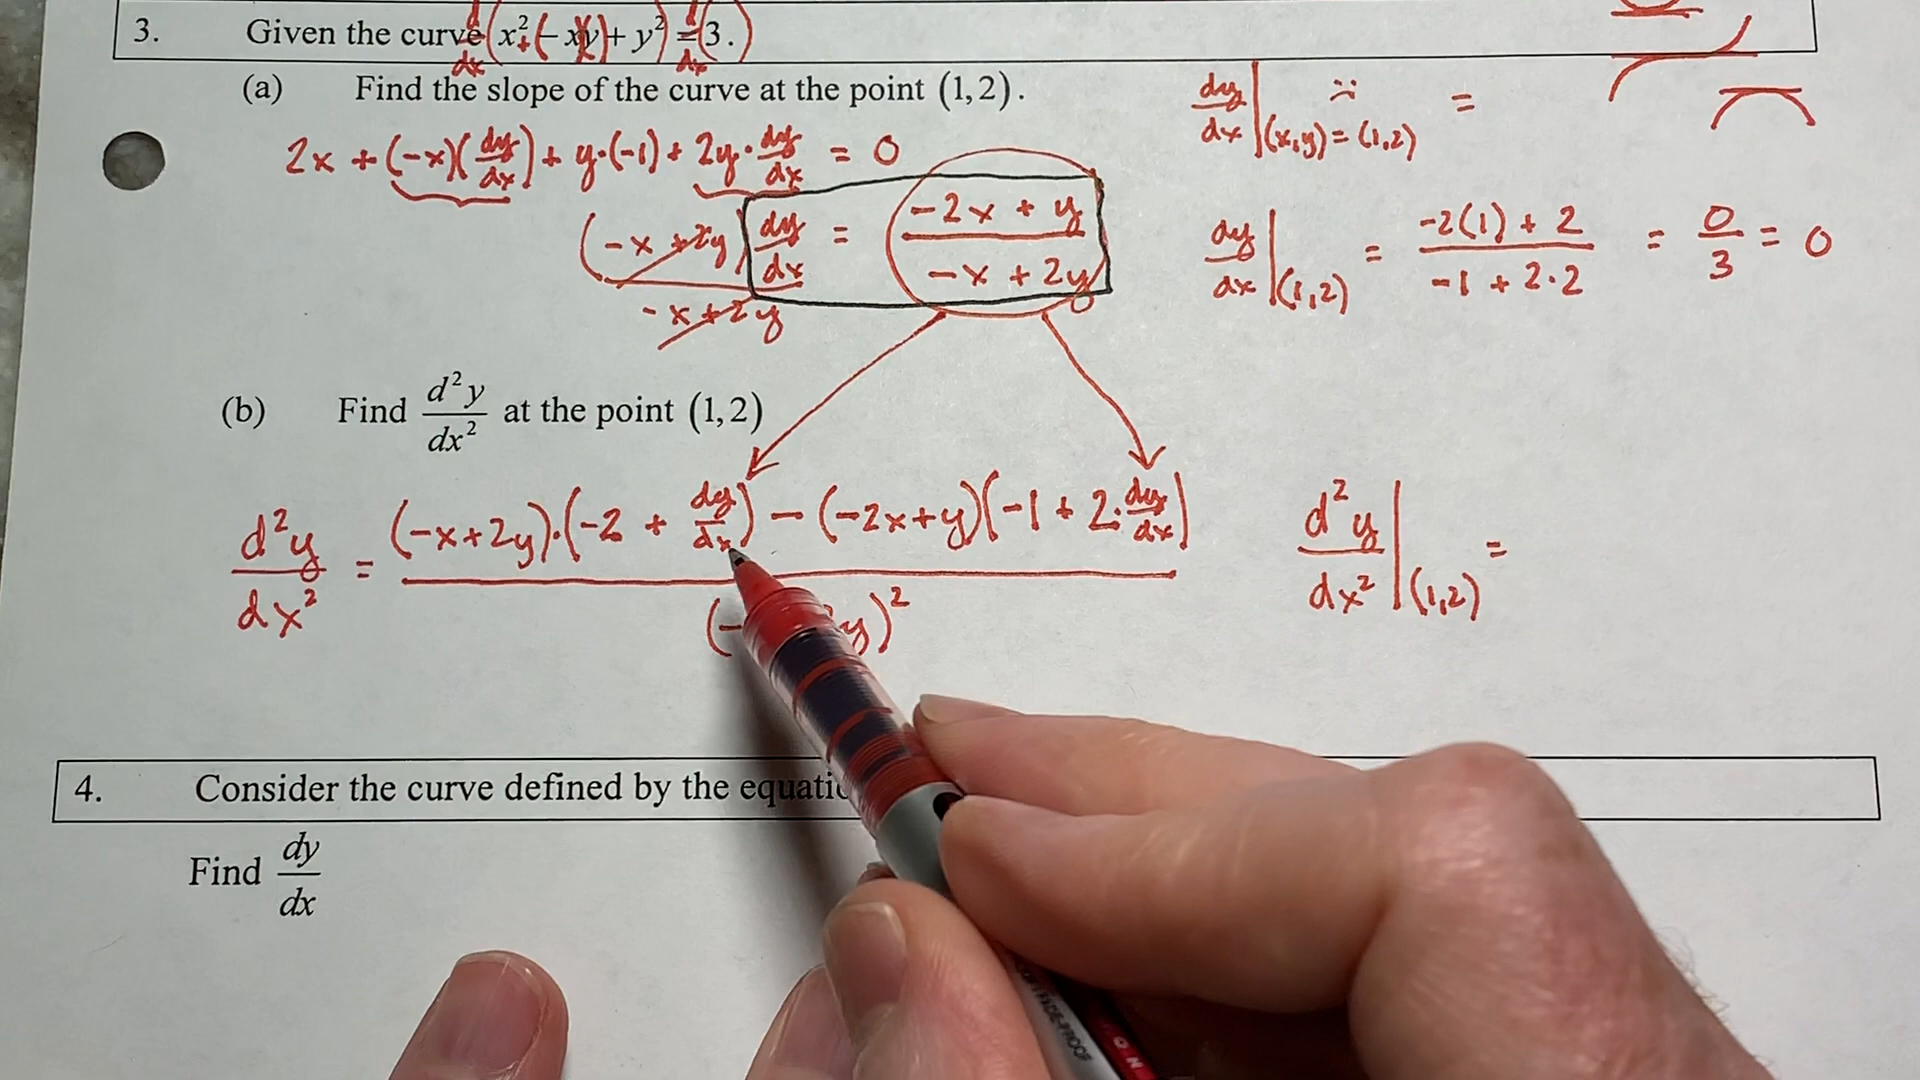 3. Given the curve d/dx (x² + (-xy) + y²) = d/dx (3.)
(a) Find the slope of the curve at the point (1,2).
dy/dx |(x,y)=(1,2) =
2x + (-x)(dy/dx) + y·(-1) + 2y·dy/dx = 0
(-x+2y) dy/dx = -2x + y / -x + 2y
-x+2y
dy/dx |(1,2) = -2(1) + 2 / -1 + 2·2 = 0/3 = 0
(b) Find d²y/dx² at the point (1,2)
d²y/dx² = (-x+2y)·(-2 + dy/dx) - (-2x+y)(-1 + 2·dy/dx)
y)²
d²y/dx² |(1,2) =
4. Consider the curve defined by the
Find dy/dx